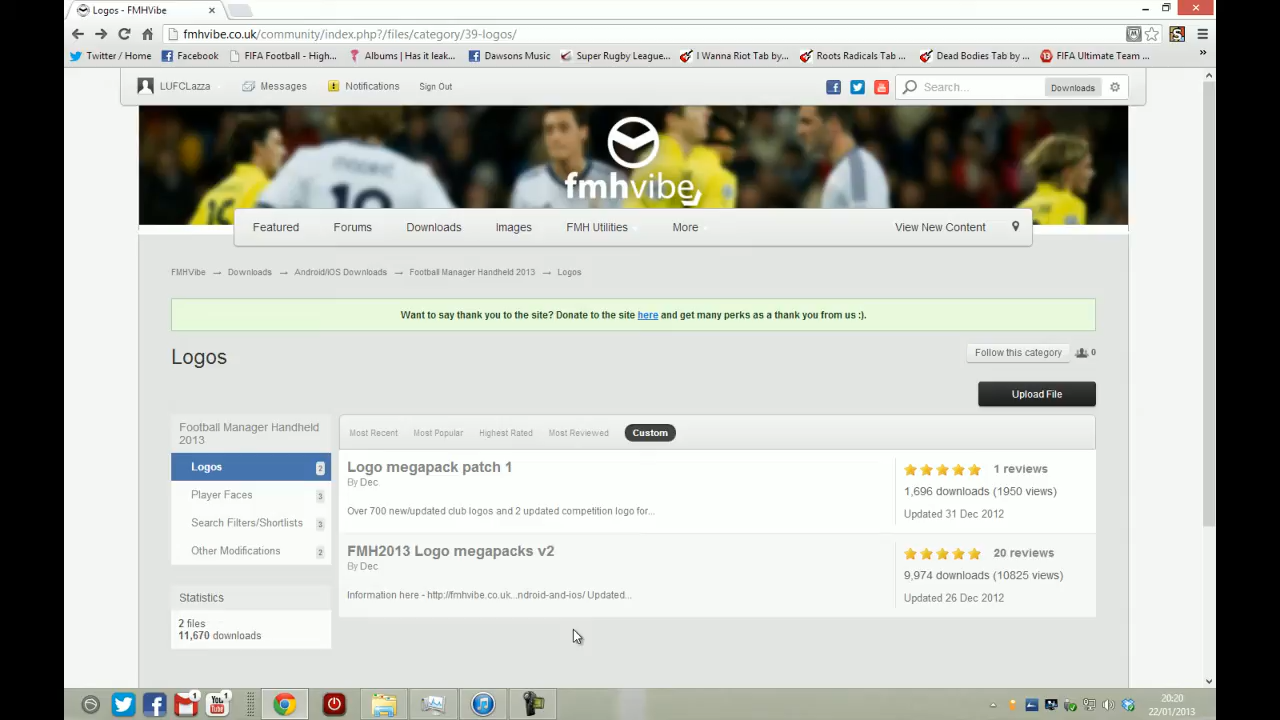 Logos - FMHVibe
fmhvibe.co.uk/community/index.php?/files/category/39-logos/
Twitter / Home Facebook FIFA Football - High... Albums | Has it leak... Dawsons Music Super Rugby League... I Wanna Riot Tab by... Roots Radicals Tab ... Dead Bodies Tab by ... FIFA Ultimate Team ...
LUFCLazza Messages Notifications Sign Out Search... Downloads
fmhvibe
Featured Forums Downloads Images FMH Utilities More View New Content
FMHVibe → Downloads → Android/iOS Downloads → Football Manager Handheld 2013 → Logos
Want to say thank you to the site? Donate to the site here and get many perks as a thank you from us :).
Logos
Follow this category 0
Upload File
Football Manager Handheld
2013
Logos 2
Player Faces 3
Search Filters/Shortlists 3
Other Modifications 2
Statistics
2 files
11,670 downloads
Most Recent Most Popular Highest Rated Most Reviewed Custom
Logo megapack patch 1
By Dec
Over 700 new/updated club logos and 2 updated competition logo for...
1 reviews
1,696 downloads (1950 views)
Updated 31 Dec 2012
FMH2013 Logo megapacks v2
By Dec
Information here - http://fmhvibe.co.uk...ndroid-and-ios/ Updated...
20 reviews
9,974 downloads (10825 views)
Updated 26 Dec 2012
20:20
22/01/2013